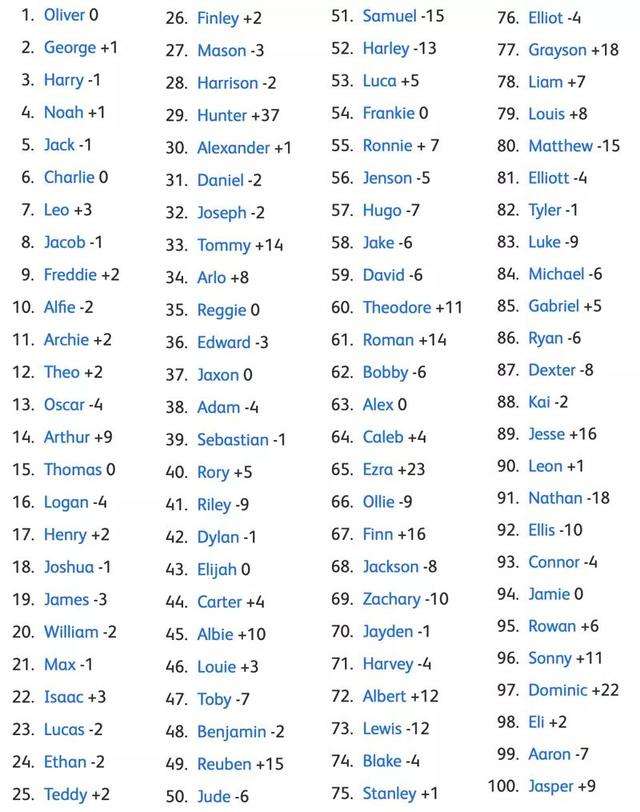 1. Oliver 0
2. George +1
3. Harry -1
4. Noah +1
5. Jack -1
6. Charlie 0
7. Leo +3
8. Jacob -1
9. Freddie +2
10. Alfie -2
11. Archie +2
12. Theo +2
13. Oscar -4
14. Arthur +9
15. Thomas 0
16. Logan -4
17. Henry +2
18. Joshua -1
19. James -3
20. William -2
21. Max -1
22. Isaac +3
23. Lucas -2
24. Ethan -2
25. Teddy +2
26. Finley +2
27. Mason -3
28. Harrison -2
29. Hunter +37
30. Alexander +1
31. Daniel -2
32. Joseph -2
33. Tommy +14
34. Arlo +8
35. Reggie 0
36. Edward -3
37. Jaxon 0
38. Adam -4
39. Sebastian -1
40. Rory +5
41. Riley -9
42. Dylan -1
43. Elijah 0
44. Carter +4
45. Albie +10
46. Louie +3
47. Toby -7
48. Benjamin -2
49. Reuben +15
50. Jude -6
51. Samuel -15
52. Harley -13
53. Luca +5
54. Frankie 0
55. Ronnie + 7
56. Jenson -5
57. Hugo -7
58. Jake -6
59. David -6
60. Theodore +11
61. Roman +14
62. Bobby -6
63. Alex 0
64. Caleb +4
65. Ezra +23
66. Ollie -9
67. Finn +16
68. Jackson -8
69. Zachary -10
70. Jayden -1
71. Harvey -4
72. Albert +12
73. Lewis -12
74. Blake -4
75. Stanley +1
76. Elliot -4
77. Grayson +18
78. Liam +7
79. Louis +8
80. Matthew -15
81. Elliott -4
82. Tyler -1
83. Luke -9
84. Michael -6
85. Gabriel +5
86. Ryan -6
87. Dexter -8
88. Kai -2
89. Jesse +16
90. Leon +1
91. Nathan -18
92. Ellis -10
93. Connor -4
94. Jamie 0
95. Rowan +6
96. Sonny +11
97. Dominic +22
98. Eli +2
99. Aaron -7
100. Jasper +9